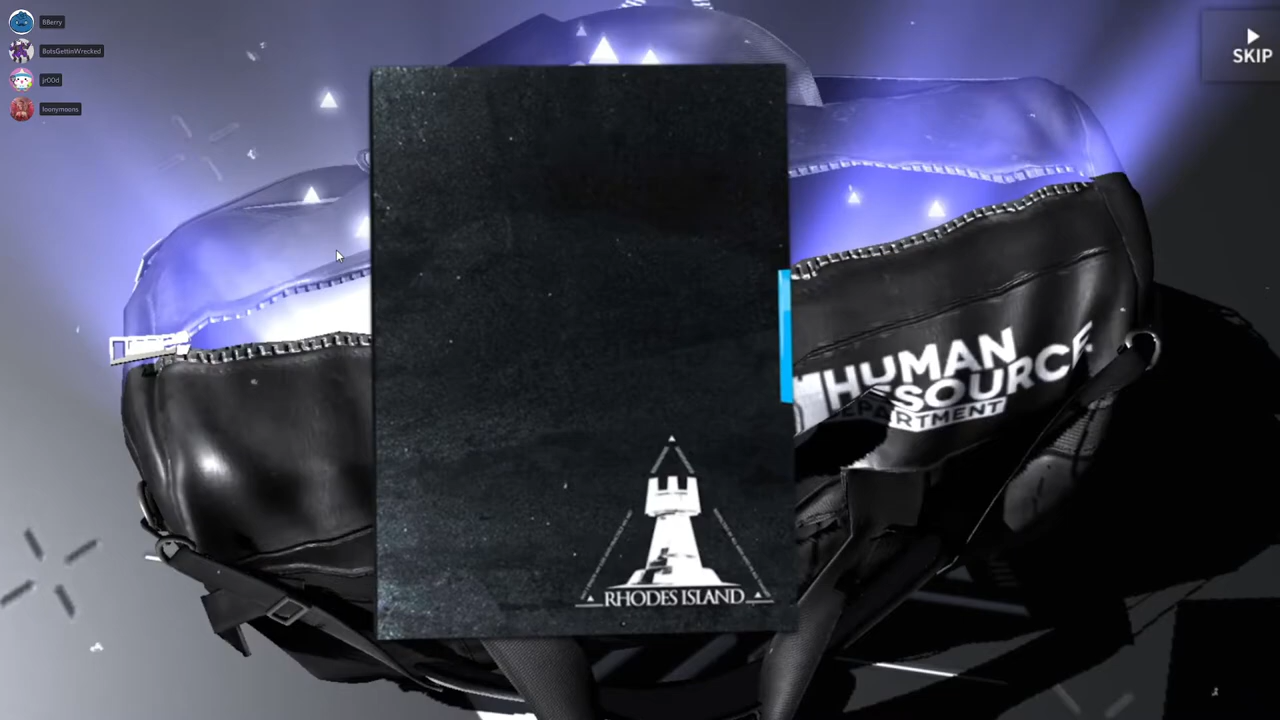 BBerry
BotsGettinWrecked
jr00d
loonymoons
SKIP
HUMAN
RESOURCE
DEPARTMENT
RHODES ISLAND